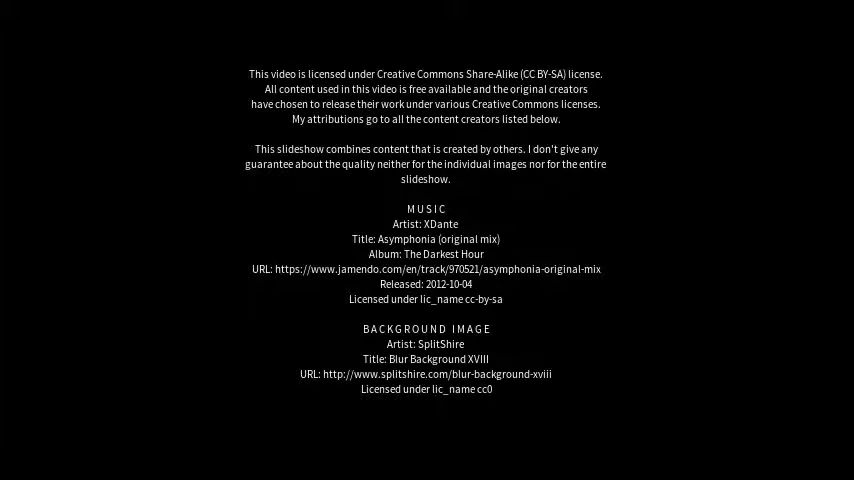 This video is licensed under Creative Commons Share-Alike (CC BY-SA) license.
All content used in this video is free available and the original creators
have chosen to release their work under various Creative Commons licenses.
My attributions go to all the content creators listed below.
This slideshow combines content that is created by others. I don't give any
guarantee about the quality neither for the individual images nor for the entire
slideshow.
MUSIC
Artist: XDante
Title: Asymphonia (original mix)
Album: The Darkest Hour
URL: https://www.jamendo.com/en/track/970521/asymphonia-original-mix
Released: 2012-10-04
Licensed under lic_name cc-by-sa
BACKGROUND IMAGE
Artist: SplitShire
Title: Blur Background XVIII
URL: http://www.splitshire.com/blur-background-xviii
Licensed under lic_name cc0